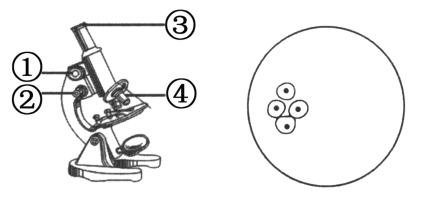 ③
①
②
④